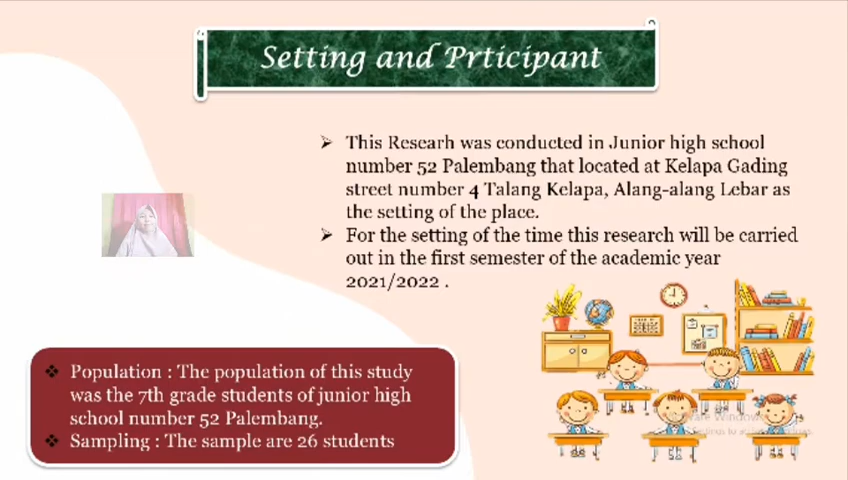 Setting and Prticipant
This Researh was conducted in Junior high school
number 52 Palembang that located at Kelapa Gading
street number 4 Talang Kelapa, Alang-alang Lebar as
the setting of the place.
For the setting of the time this research will be carried
out in the first semester of the academic year
2021/2022 .
Population : The population of this study
was the 7th grade students of junior high
school number 52 Palembang.
Sampling : The sample are 26 students